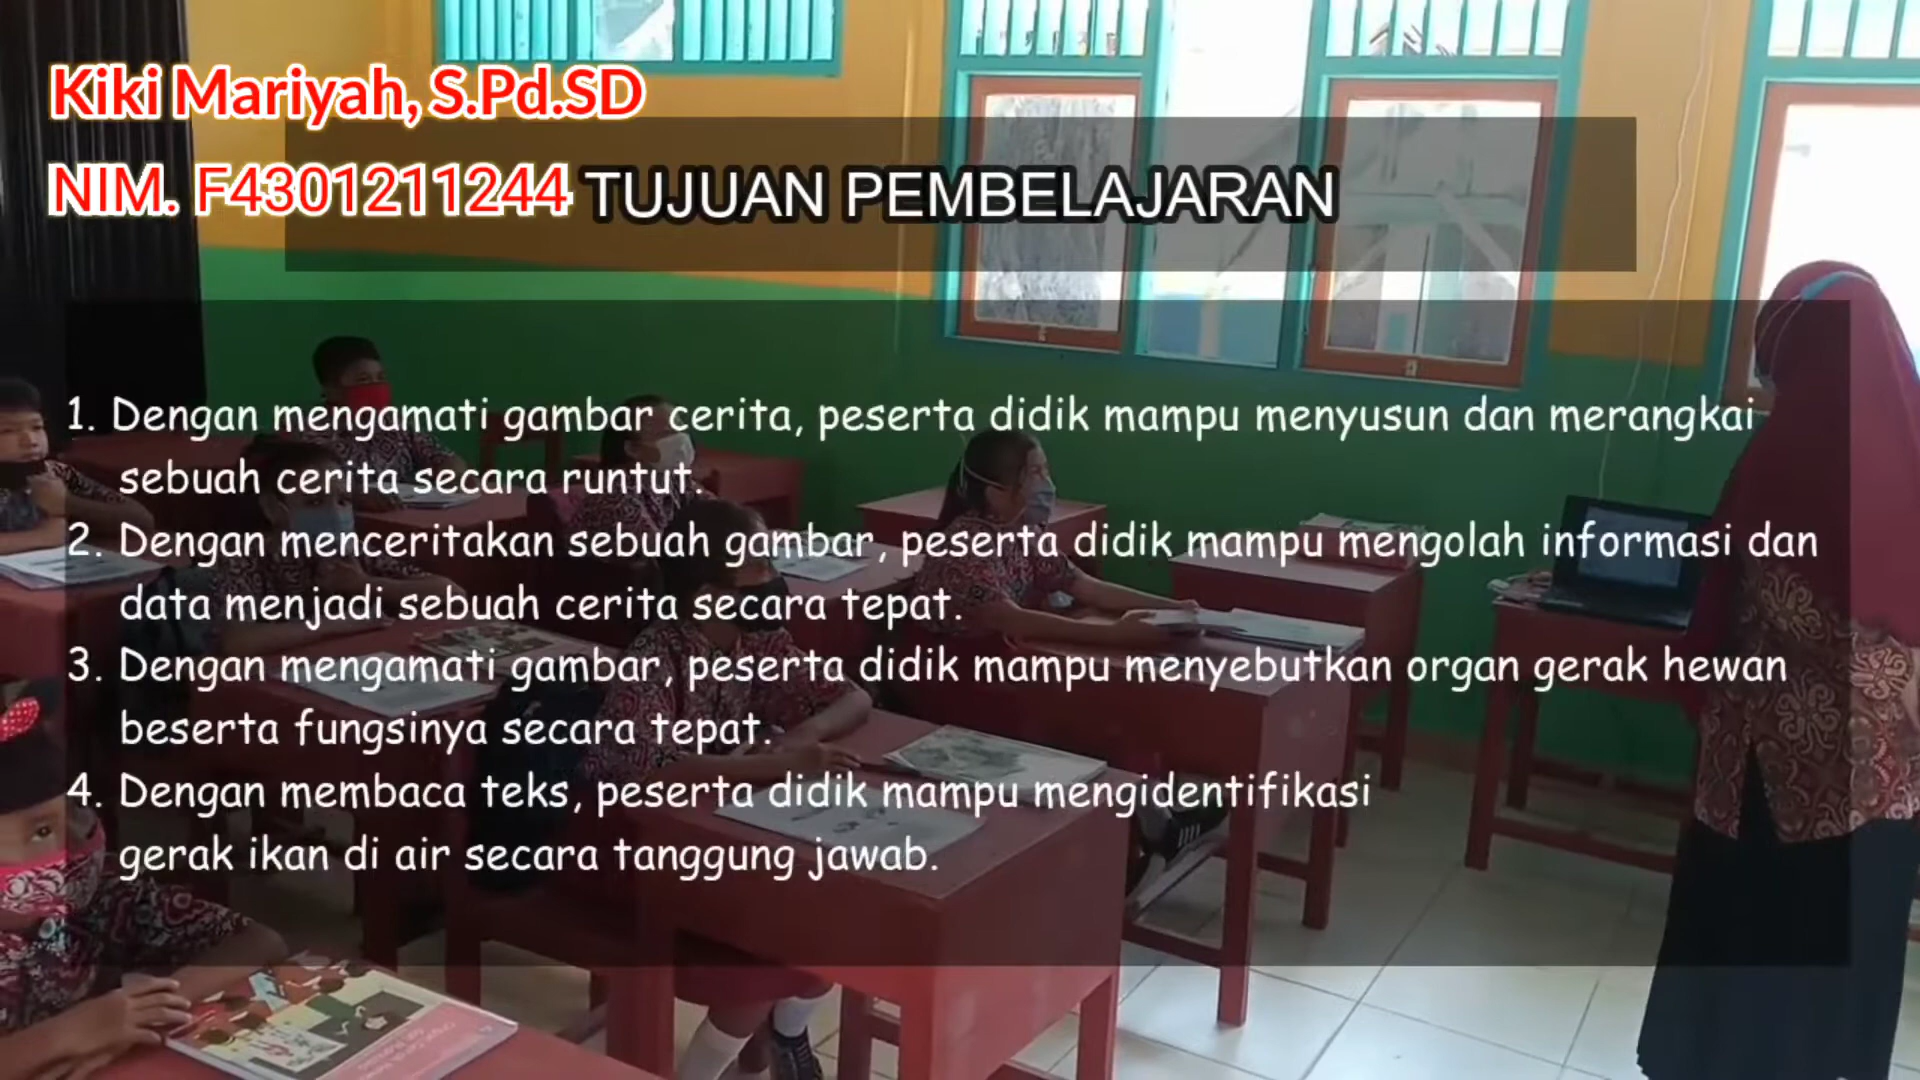 Kiki Mariyah, S.Pd.SD
NIM. F4301211244
TUJUAN PEMBELAJARAN
1. Dengan mengamati gambar cerita, peserta didik mampu menyusun dan merangkai
sebuah cerita secara runtut.
2. Dengan menceritakan sebuah gambar, peserta didik mampu mengolah informasi dan
data menjadi sebuah cerita secara tepat.
3. Dengan mengamati gambar, peserta didik mampu menyebutkan organ gerak hewan
beserta fungsinya secara tepat.
4. Dengan membaca teks, peserta didik mampu mengidentifikasi
gerak ikan di air secara tanggung jawab.